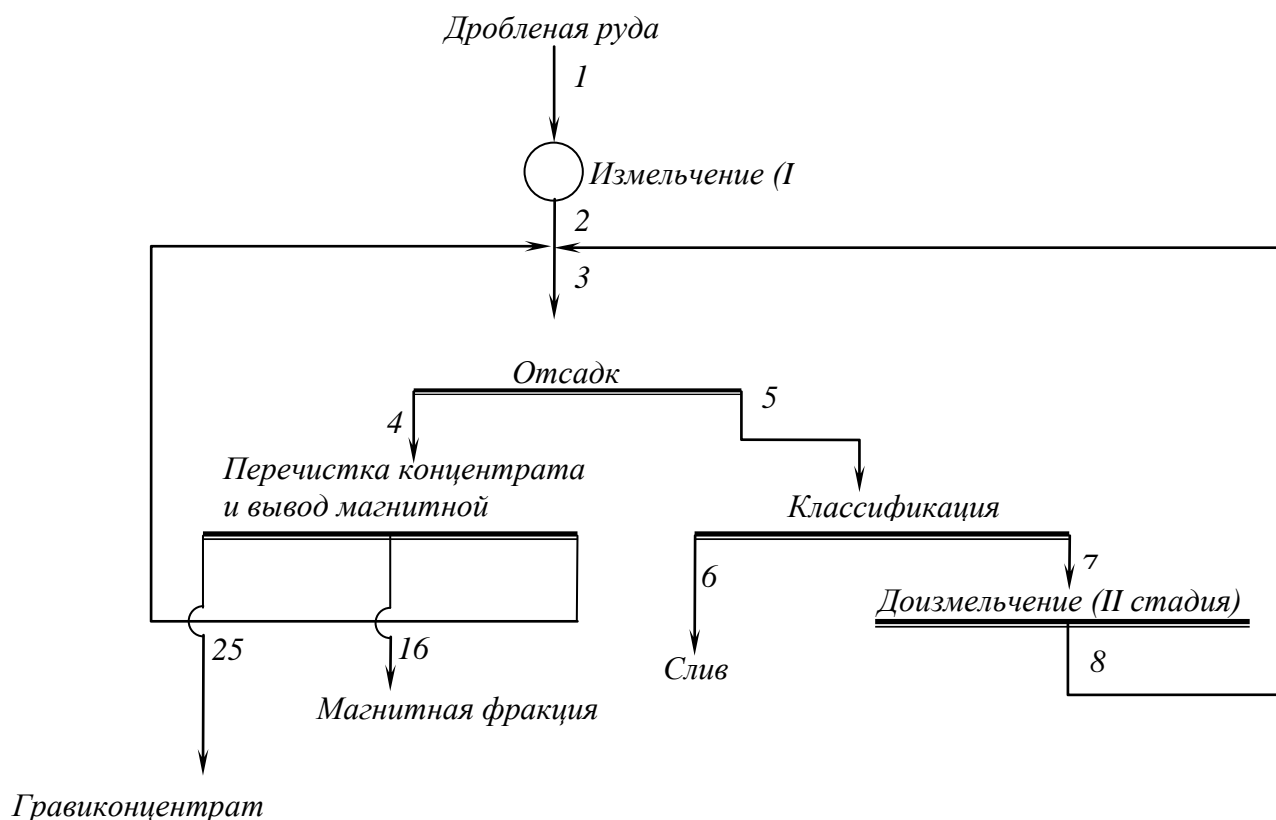 Дробленая руда
1
Измельчение (I
2
3
Отсадк
4
5
Перечистка концентрата
и вывод магнитной
Классификация
6
7
Доизмельчение (II стадия)
25
16
Слив
8
Магнитная фракция
Гравиконцентрат